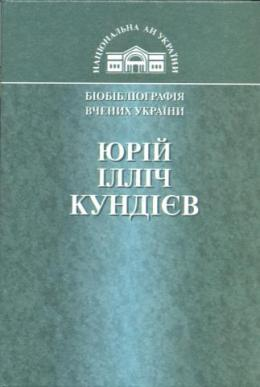 НАЦІОНАЛЬНА АН УКРАЇНИ
БІОБІБЛІОГРАФІЯ
ВЧЕНИХ УКРАЇНИ
ЮРІЙ
ІЛЛІЧ
КУНДІЄВ